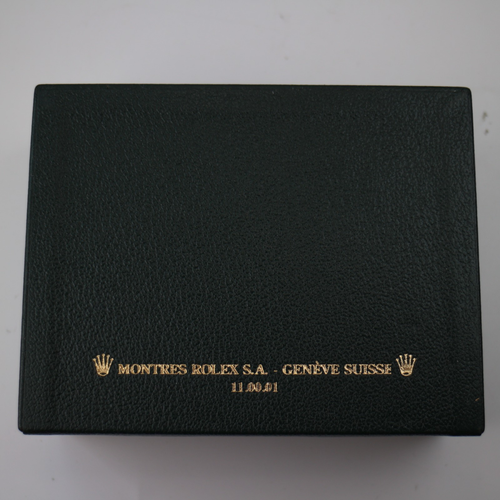 MONTRES ROLEX S.A. - GENÈVE SUISSE
11.00.01